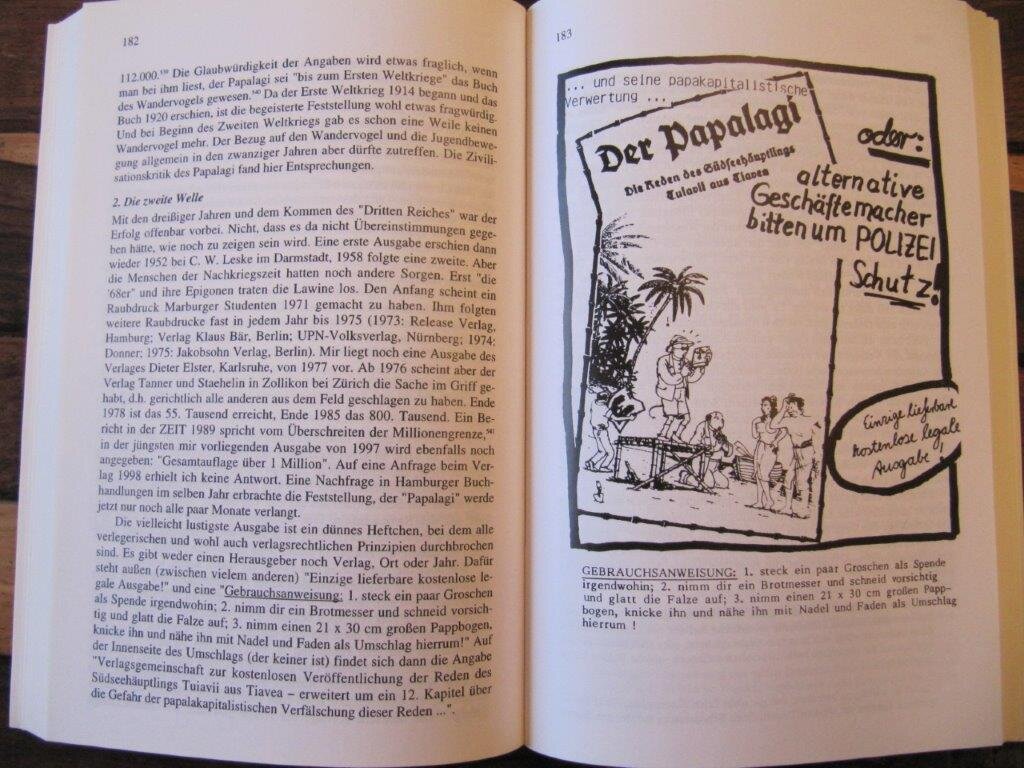 182
112.000.⁵³⁹ Die Glaubwürdigkeit der Angaben wird etwas fraglich, wenn
man bei ihm liest, der Papalagi sei "bis zum Ersten Weltkriege" das Buch
des Wandervogels gewesen.⁵⁴⁰ Da der Erste Weltkrieg 1914 begann und das
Buch 1920 erschien, ist die begeisterte Feststellung wohl etwas fragwürdig.
Und bei Beginn des Zweiten Weltkriegs gab es schon eine Weile keinen
Wandervogel mehr. Der Bezug auf den Wandervogel und die Jugendbewe-
gung allgemein in den zwanziger Jahren aber dürfte zutreffen. Die Zivili-
sationskritik des Papalagi fand hier Entsprechungen.
2. Die zweite Welle
Mit den dreißiger Jahren und dem Kommen des "Dritten Reiches" war der
Erfolg offenbar vorbei. Nicht, dass es da nicht Übereinstimmungen gege-
ben hätte, wie noch zu zeigen sein wird. Eine erste Ausgabe erschien dann
wieder 1952 bei C. W. Leske im Darmstadt, 1958 folgte eine zweite. Aber
die Menschen der Nachkriegszeit hatten noch andere Sorgen. Erst "die
'68er" und ihre Epigonen traten die Lawine los. Den Anfang scheint ein
Raubdruck Marburger Studenten 1971 gemacht zu haben. Ihm folgten
weitere Raubdrucke fast in jedem Jahr bis 1975 (1973: Release Verlag,
Hamburg; Verlag Klaus Bär, Berlin; UPN-Volksverlag, Nürnberg; 1974:
Donner; 1975: Jakobsohn Verlag, Berlin). Mir liegt noch eine Ausgabe des
Verlages Dieter Elster, Karlsruhe, von 1977 vor. Ab 1976 scheint aber der
Verlag Tanner und Staehelin in Zollikon bei Zürich die Sache im Griff ge-
habt, d.h. gerichtlich alle anderen aus dem Feld geschlagen zu haben. Ende
1978 ist das 55. Tausend erreicht, Ende 1985 das 800. Tausend. Ein Be-
richt in der ZEIT 1989 spricht vom Überschreiten der Millionengrenze,⁵⁴¹
in der jüngsten mir vorliegenden Ausgabe von 1997 wird ebenfalls noch
angegeben: "Gesamtauflage über 1 Million". Auf eine Anfrage beim Ver-
lag 1998 erhielt ich keine Antwort. Eine Nachfrage in Hamburger Buch-
handlungen im selben Jahr erbrachte die Feststellung, der "Papalagi" werde
jetzt nur noch alle paar Monate verlangt.
Die vielleicht lustigste Ausgabe ist ein dünnes Heftchen, bei dem alle
verlegerischen und wohl auch verlagsrechtlichen Prinzipien durchbrochen
sind. Es gibt weder einen Herausgeber noch Verlag, Ort oder Jahr. Dafür
steht außen (zwischen vielem anderen) "Einzige lieferbare kostenlose le-
gale Ausgabe!" und eine "Gebrauchsanweisung: 1. steck ein paar Groschen
als Spende irgendwohin; 2. nimm dir ein Brotmesser und schneid vorsich-
tig und glatt die Falze auf; 3. nimm einen 21 x 30 cm großen Pappbogen,
knicke ihn und nähe ihn mit Nadel und Faden als Umschlag hierrum!" Auf
der Innenseite des Umschlags (der keiner ist) findet sich dann die Angabe
"Verlagsgemeinschaft zur kostenlosen Veröffentlichung der Reden des
Südseehäuptlings Tuiavii aus Tiavea – erweitert um ein 12. Kapitel über
die Gefahr der papalakapitalistischen Verfälschung dieser Reden ...".
183
... und seine papakapitalistische
Verwertung ...
Der Papalagi
Die Reden des Südseehäuptlings
Tuiavii aus Tiavea
oder:
alternative
Geschäftemacher
bitten um POLIZEI
Schutz!
Einzige lieferbare
kostenlose legale
Ausgabe!
GEBRAUCHSANWEISUNG: 1. steck ein paar Groschen als Spende
irgendwohin; 2. nimm dir ein Brotmesser und schneid vorsichtig
und glatt die Falze auf; 3. nimm einen 21 x 30 cm großen Papp-
bogen, knicke ihn und nähe ihn mit Nadel und Faden als Umschlag
hierrum !